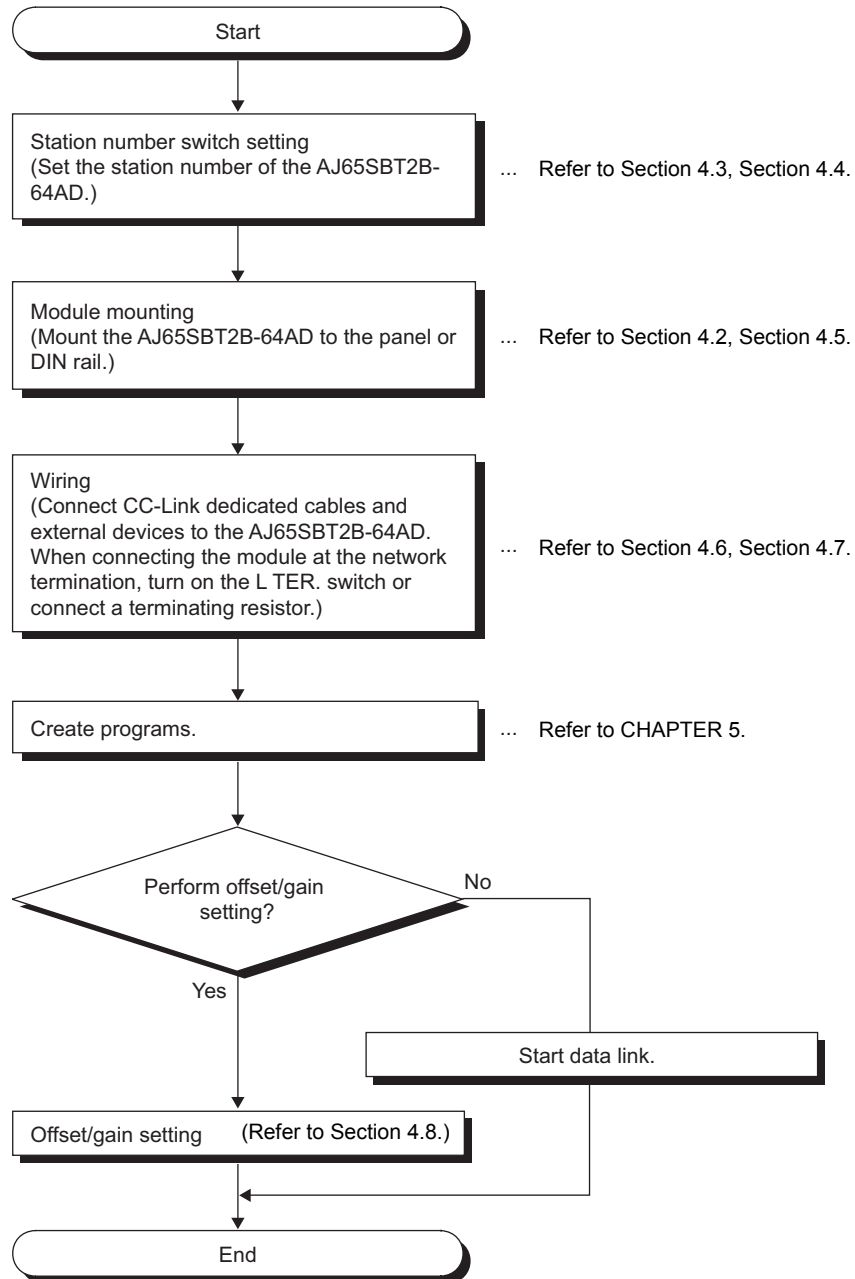 Start
Station number switch setting
(Set the station number of the AJ65SBT2B-
64AD.)
... Refer to Section 4.3, Section 4.4.
Module mounting
(Mount the AJ65SBT2B-64AD to the panel or
DIN rail.)
... Refer to Section 4.2, Section 4.5.
Wiring
(Connect CC-Link dedicated cables and
external devices to the AJ65SBT2B-64AD.
When connecting the module at the network
termination, turn on the L TER. switch or
connect a terminating resistor.)
... Refer to Section 4.6, Section 4.7.
Create programs.
... Refer to CHAPTER 5.
Perform offset/gain
setting?
No
Yes
Start data link.
Offset/gain setting (Refer to Section 4.8.)
End